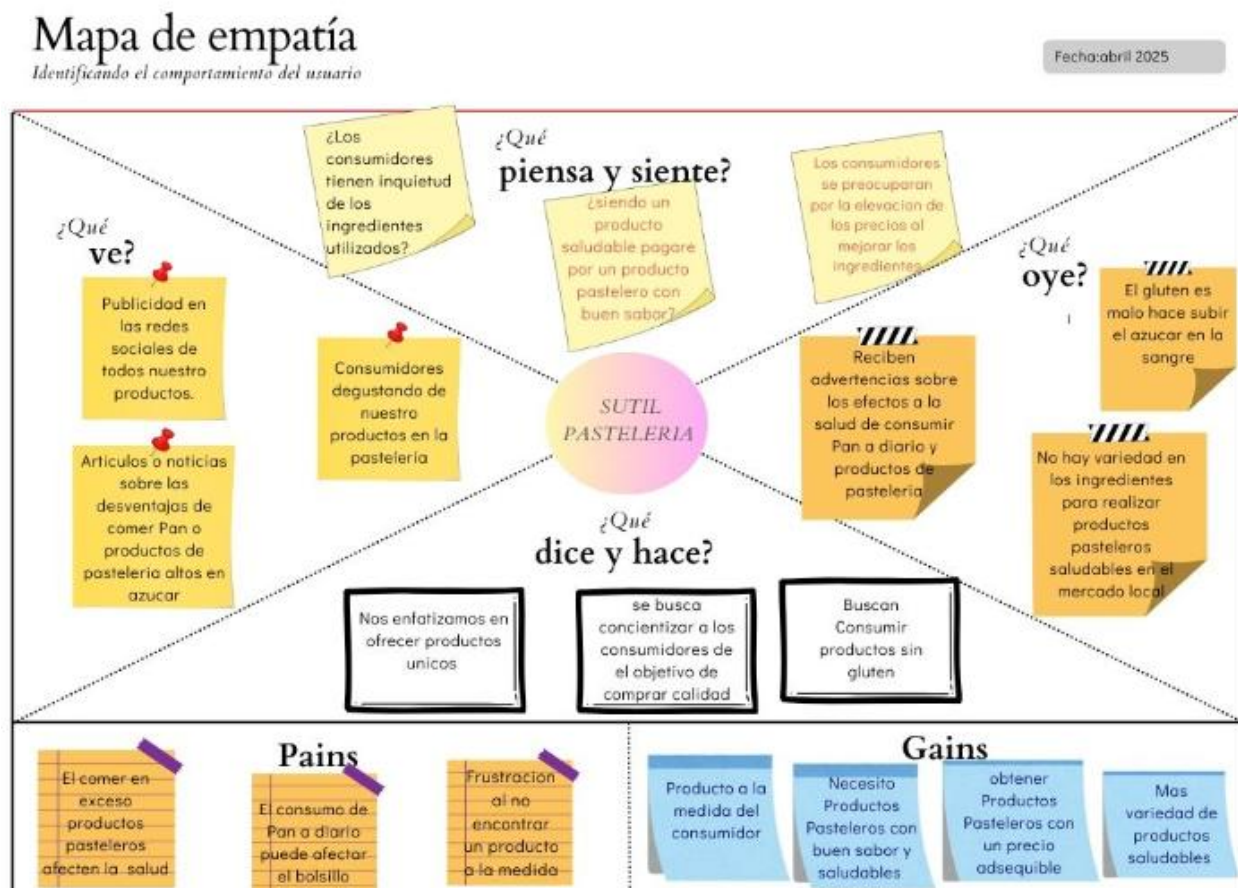 Mapa de empatía
Identificando el comportamiento del usuario
Fecha:abril 2025
¿Qué
piensa y siente?
¿Los
consumidores
tienen inquietud
de los
ingredientes
utilizados?
¿siendo un
producto
saludable pagare
por un producto
pastelero con
buen sabor?
Los consumidores
se preocuparan
por la elevacion de
los precios al
mejorar los
ingredientes
¿Qué
ve?
Publicidad en
las redes
sociales de
todos nuestro
productos.
Consumidores
degustando de
nuestro
productos en la
pasteleria
Articulos o noticias
sobre las
desventajas de
comer Pan o
productos de
pasteleria altos en
azucar
SUTIL
PASTELERIA
¿Qué
oye?
El gluten es
malo hace subir
el azucar en la
sangre
Reciben
advertencias sobre
los efectos a la
salud de consumir
Pan a diario y
productos de
pasteleria
No hay variedad en
los ingredientes
para realizar
productos
pasteleros
saludables en el
mercado local
¿Qué
dice y hace?
Nos enfatizamos en
ofrecer productos
unicos
se busca
concientizar a los
consumidores de
el objetivo de
comprar calidad
Buscan
Consumir
productos sin
gluten
Pains
El comer en
exceso
productos
pasteleros
afecten la salud
El consumo de
Pan a diario
puede afectar
el bolsillo
Frustracion
al no
encontrar
un producto
a la medida
Gains
Producto a la
medida del
consumidor
Necesito
Productos
Pasteleros con
buen sabor y
saludables
obtener
Productos
Pasteleros con
un precio
adsequible
Mas
variedad de
productos
saludables